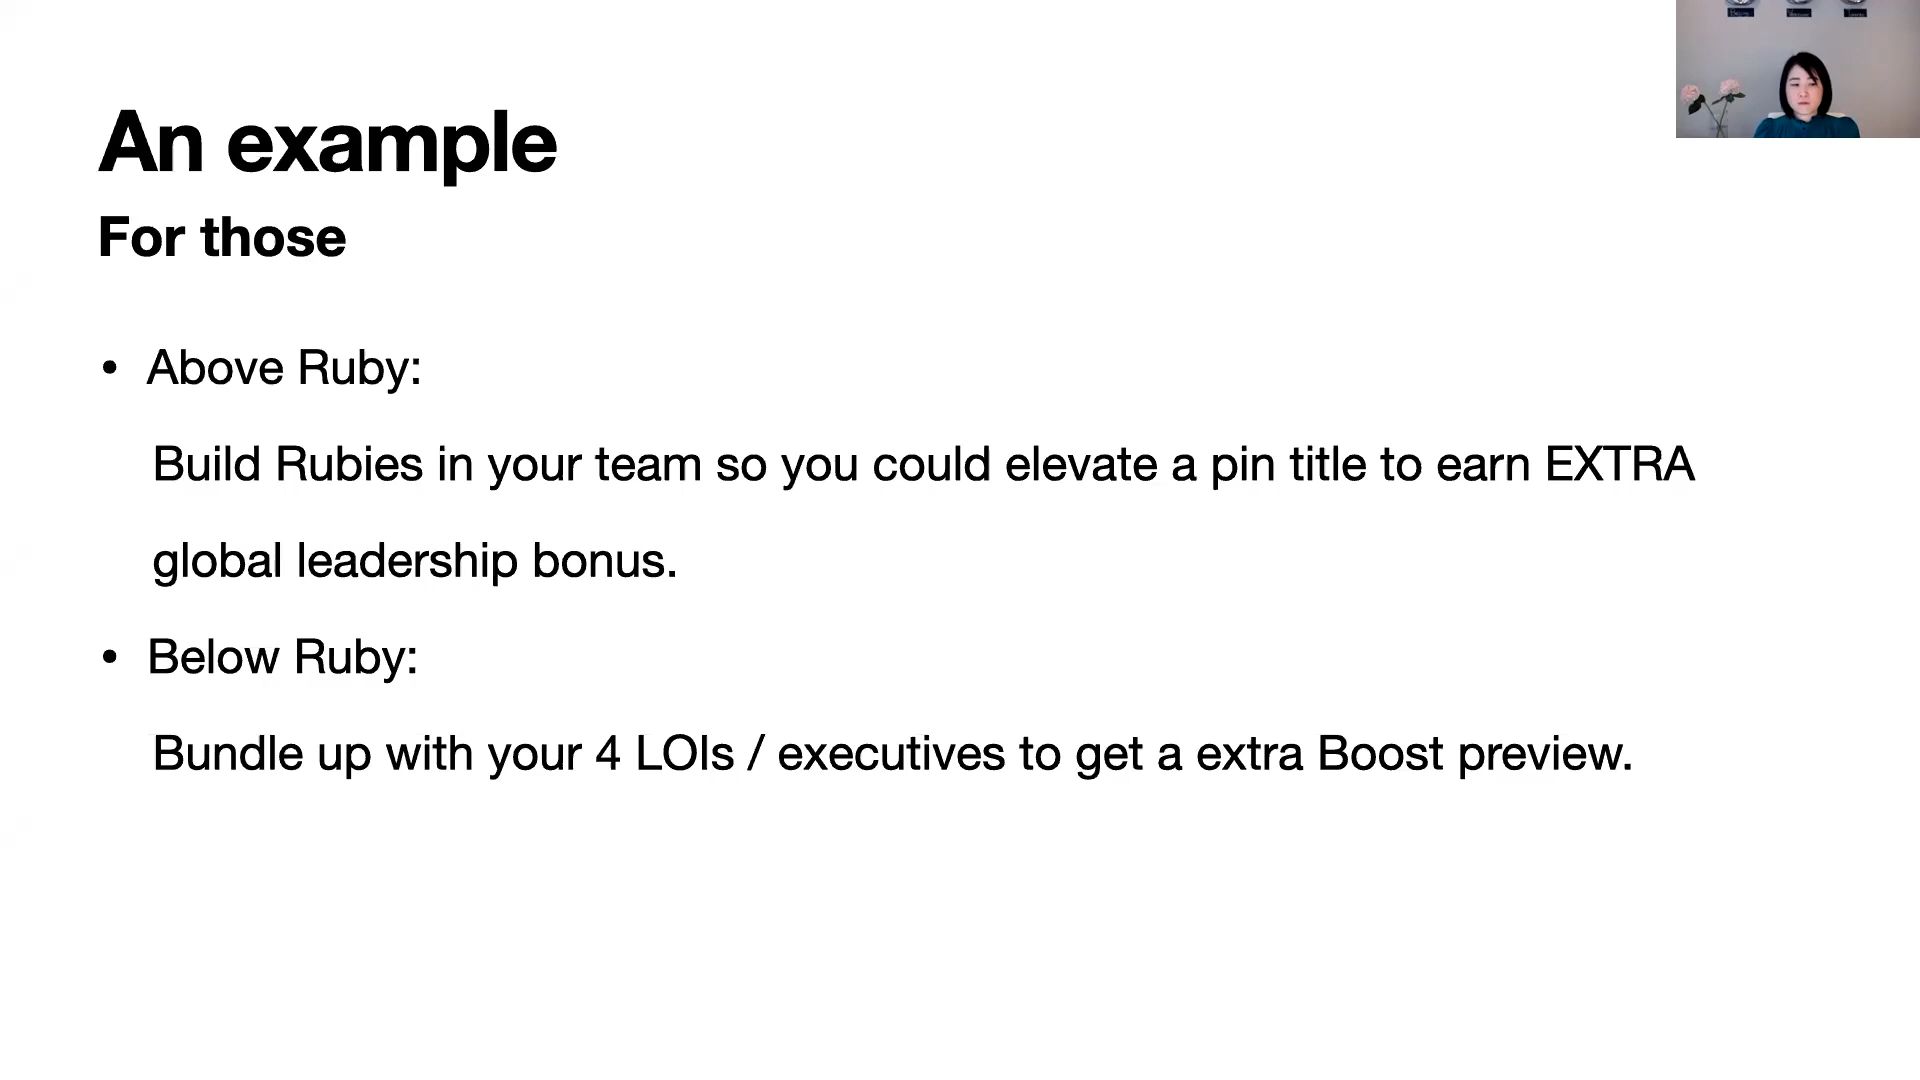 An example
For those
• Above Ruby:
Build Rubies in your team so you could elevate a pin title to earn EXTRA
global leadership bonus.
• Below Ruby:
Bundle up with your 4 LOIs / executives to get a extra Boost preview.